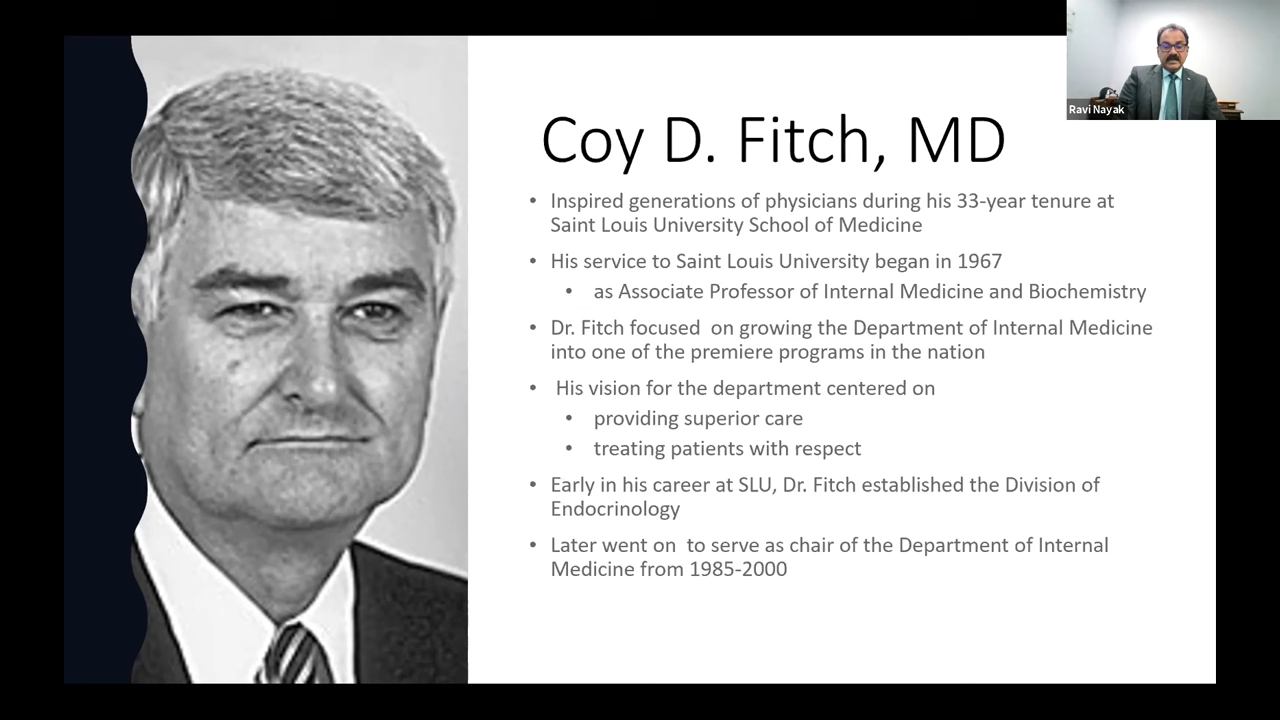 Ravi Nayak
Coy D. Fitch, MD
• Inspired generations of physicians during his 33-year tenure at
Saint Louis University School of Medicine
• His service to Saint Louis University began in 1967
• as Associate Professor of Internal Medicine and Biochemistry
• Dr. Fitch focused  on growing the Department of Internal Medicine
into one of the premiere programs in the nation
• His vision for the department centered on
• providing superior care
• treating patients with respect
• Early in his career at SLU, Dr. Fitch established the Division of
Endocrinology
• Later went on  to serve as chair of the Department of Internal
Medicine from 1985-2000